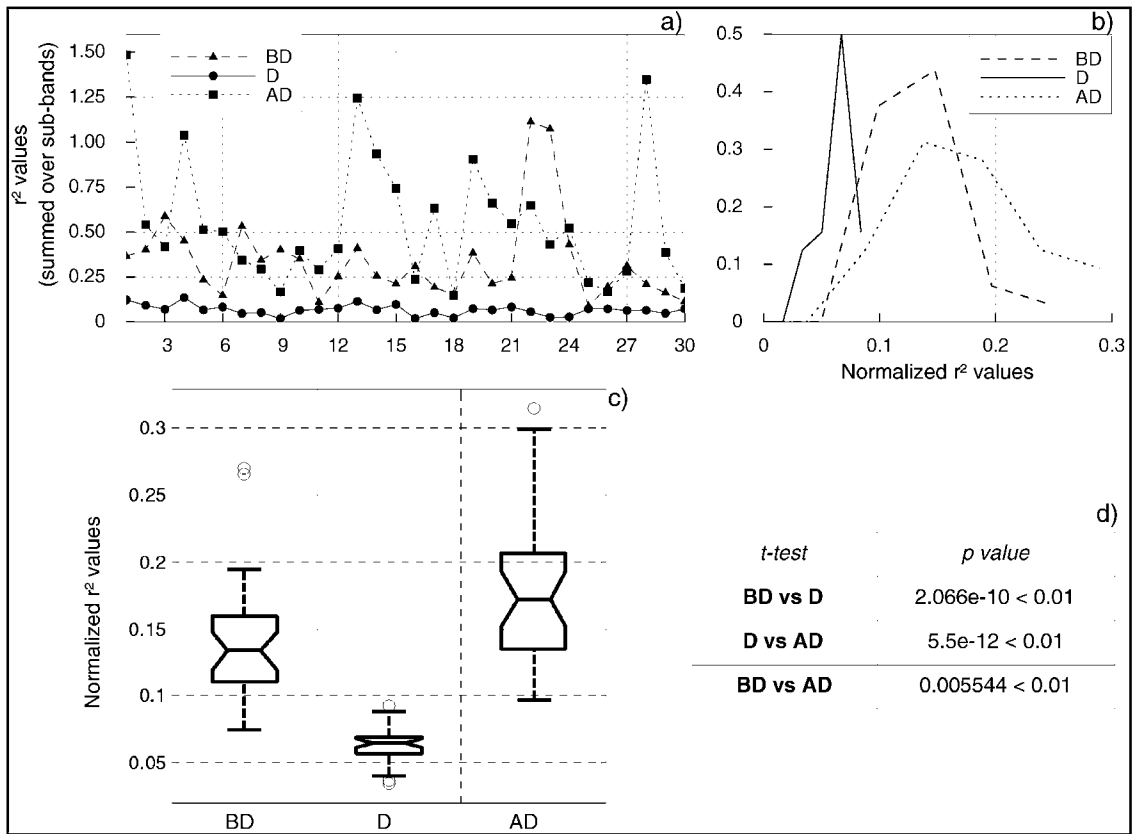 a)
r² values
(summed over sub-bands)
1.50
1.25
1.00
0.75
0.50
0.25
0
BD
D
AD
3 6 9 12 15 18 21 24 27 30
b)
0.5
0.4
0.3
0.2
0.1
0
BD
D
AD
0 0.1 0.2 0.3
Normalized r² values
c)
Normalized r² values
0.3
0.25
0.2
0.15
0.1
0.05
BD D AD
d)
t-test p value
BD vs D 2.066e-10 < 0.01
D vs AD 5.5e-12 < 0.01
BD vs AD 0.005544 < 0.01